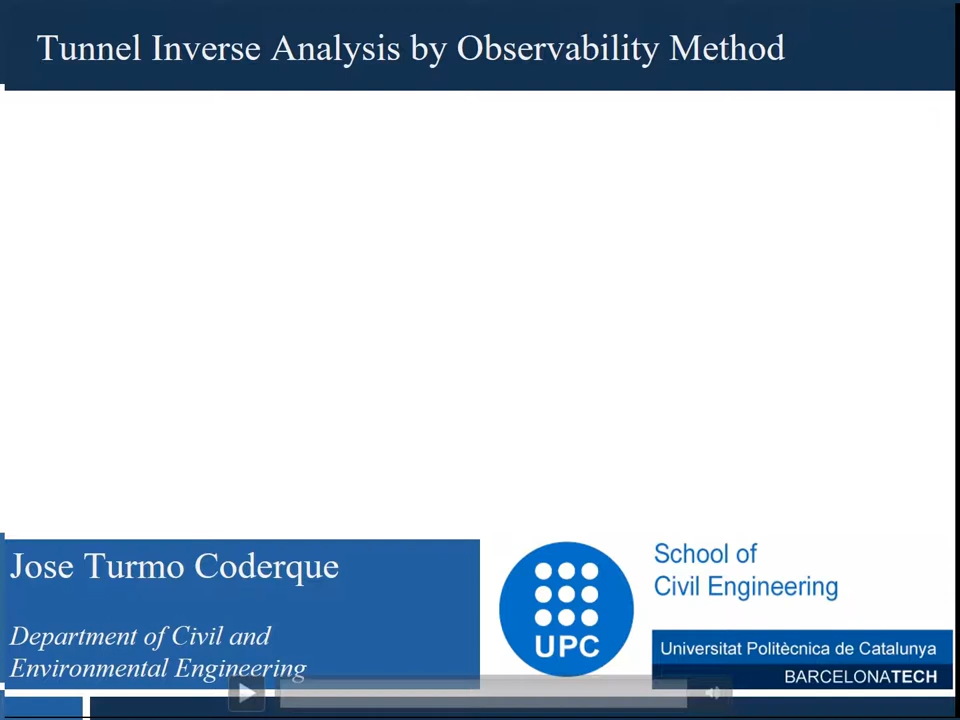 Tunnel Inverse Analysis by Observability Method
Jose Turmo Coderque
Department of Civil and
Environmental Engineering
UPC
School of
Civil Engineering
Universitat Politècnica de Catalunya
BARCELONATECH